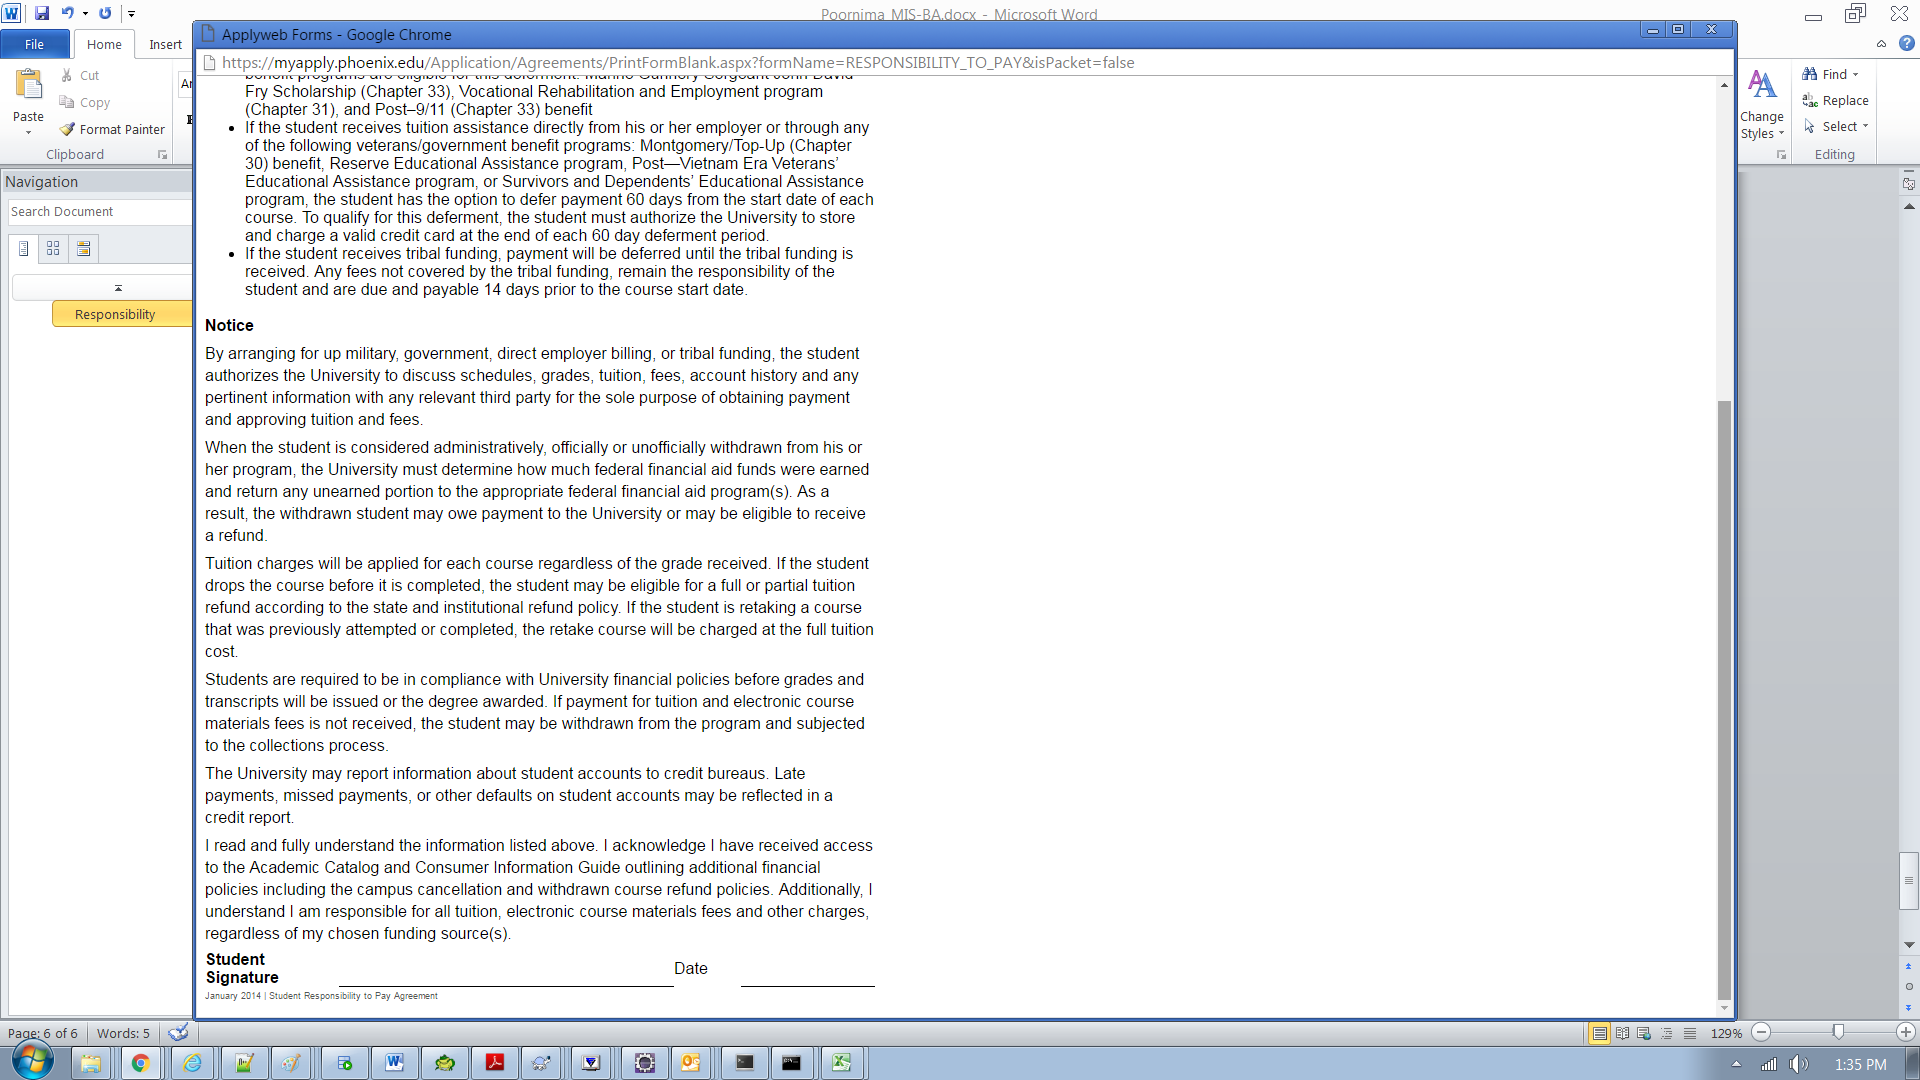 Poornima MIS-BA.docx - Microsoft Word
File
Home
Insert
Applyweb Forms - Google Chrome
https://myapply.phoenix.edu/Application/Agreements/PrintFormBlank.aspx?formName=RESPONSIBILITY_TO_PAY&isPacket=false
Cut
Copy
Format Painter
Paste
Clipboard
Find
Replace
Select
Change
Styles
Editing
Navigation
Search Document
Responsibility
benefit programs are eligible for this deferment: Marine Gunnery Sergeant John David
Fry Scholarship (Chapter 33), Vocational Rehabilitation and Employment program
(Chapter 31), and Post–9/11 (Chapter 33) benefit
• If the student receives tuition assistance directly from his or her employer or through any
of the following veterans/government benefit programs: Montgomery/Top-Up (Chapter
30) benefit, Reserve Educational Assistance program, Post—Vietnam Era Veterans’
Educational Assistance program, or Survivors and Dependents’ Educational Assistance
program, the student has the option to defer payment 60 days from the start date of each
course. To qualify for this deferment, the student must authorize the University to store
and charge a valid credit card at the end of each 60 day deferment period.
• If the student receives tribal funding, payment will be deferred until the tribal funding is
received. Any fees not covered by the tribal funding, remain the responsibility of the
student and are due and payable 14 days prior to the course start date.
Notice
By arranging for up military, government, direct employer billing, or tribal funding, the student
authorizes the University to discuss schedules, grades, tuition, fees, account history and any
pertinent information with any relevant third party for the sole purpose of obtaining payment
and approving tuition and fees.
When the student is considered administratively, officially or unofficially withdrawn from his or
her program, the University must determine how much federal financial aid funds were earned
and return any unearned portion to the appropriate federal financial aid program(s). As a
result, the withdrawn student may owe payment to the University or may be eligible to receive
a refund.
Tuition charges will be applied for each course regardless of the grade received. If the student
drops the course before it is completed, the student may be eligible for a full or partial tuition
refund according to the state and institutional refund policy. If the student is retaking a course
that was previously attempted or completed, the retake course will be charged at the full tuition
cost.
Students are required to be in compliance with University financial policies before grades and
transcripts will be issued or the degree awarded. If payment for tuition and electronic course
materials fees is not received, the student may be withdrawn from the program and subjected
to the collections process.
The University may report information about student accounts to credit bureaus. Late
payments, missed payments, or other defaults on student accounts may be reflected in a
credit report.
I read and fully understand the information listed above. I acknowledge I have received access
to the Academic Catalog and Consumer Information Guide outlining additional financial
policies including the campus cancellation and withdrawn course refund policies. Additionally, I
understand I am responsible for all tuition, electronic course materials fees and other charges,
regardless of my chosen funding source(s).
Student
Signature
Date
January 2014 | Student Responsibility to Pay Agreement
Page: 6 of 6
Words: 5
129%
1:35 PM